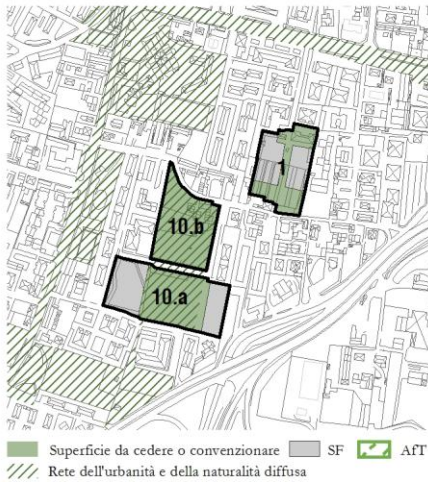 10.b
10.a
Superficie da cedere o convenzionare SF AfT
Rete dell'urbanità e della naturalità diffusa